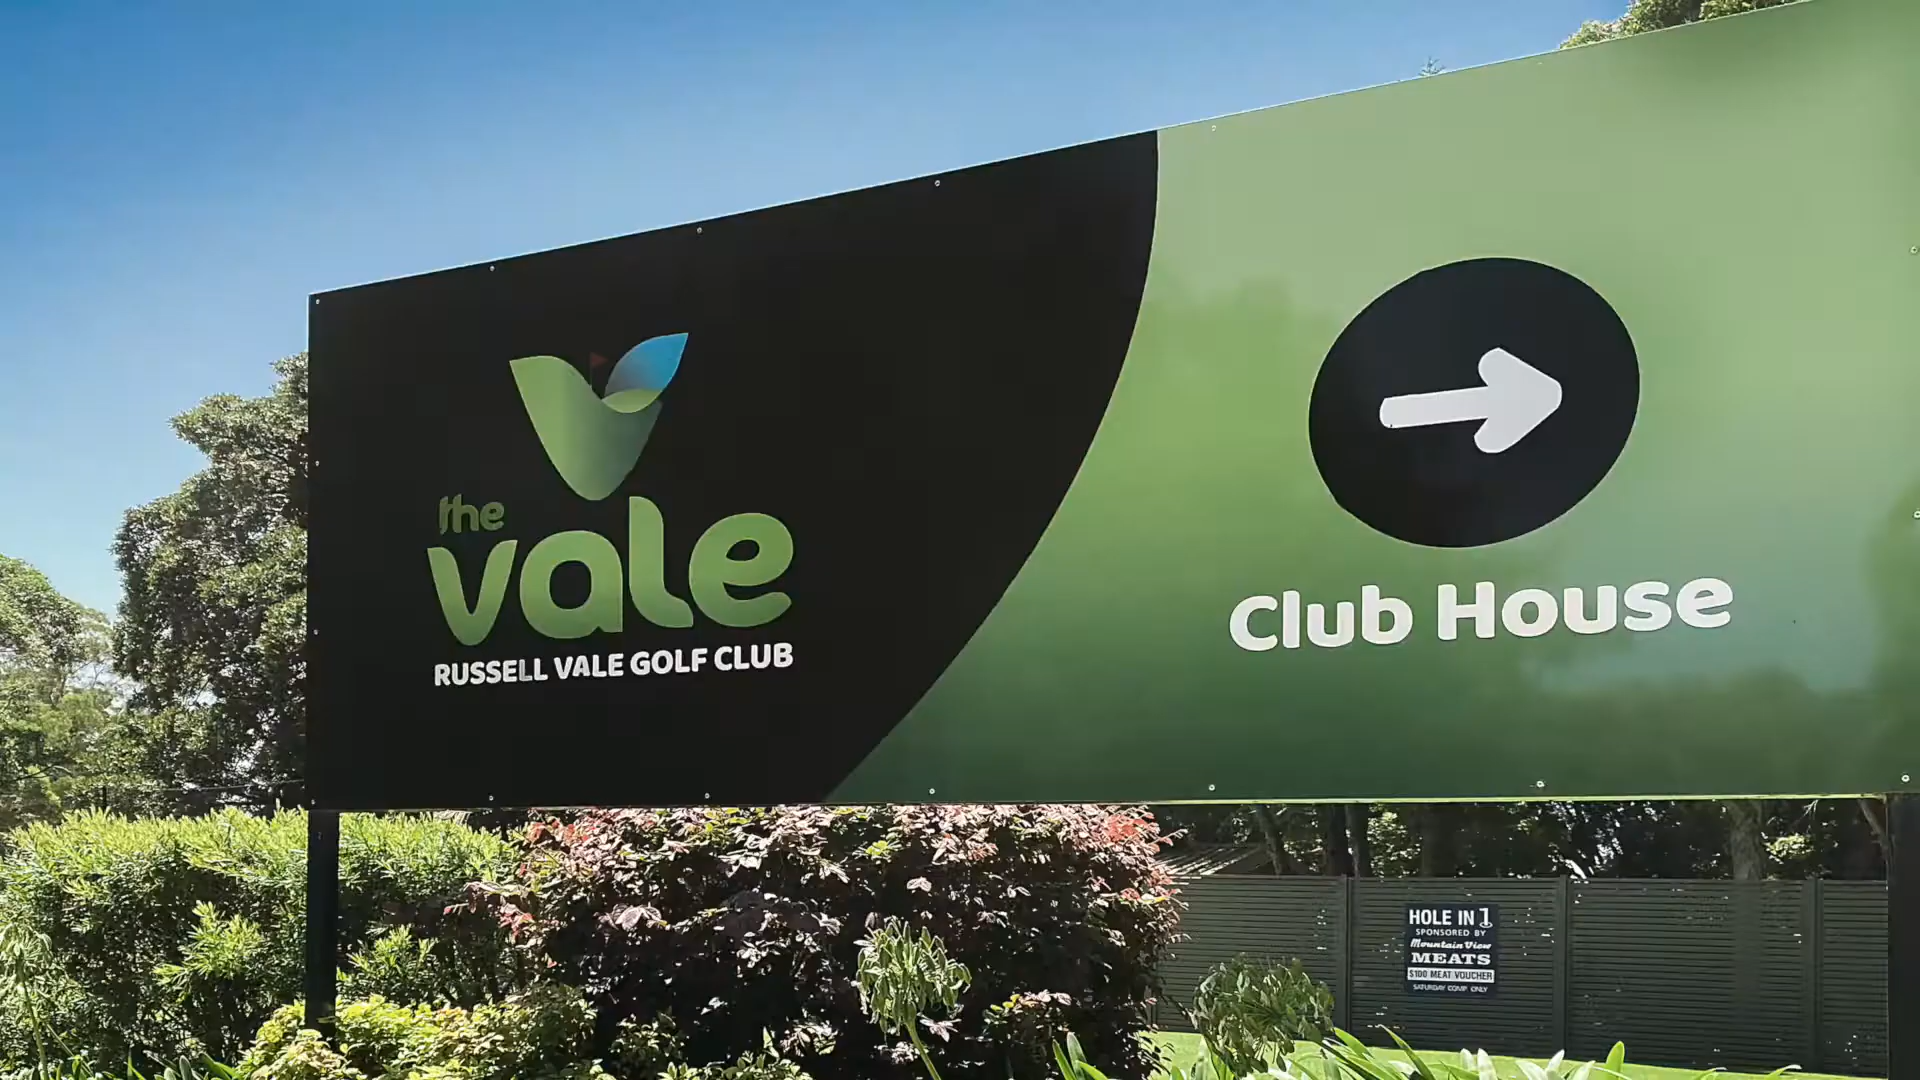 the
vale
RUSSELL VALE GOLF CLUB
Club House
HOLE IN 1
SPONSORED BY
Mountain View
MEATS
$100 MEAT VOUCHER
SATURDAY COMP ONLY